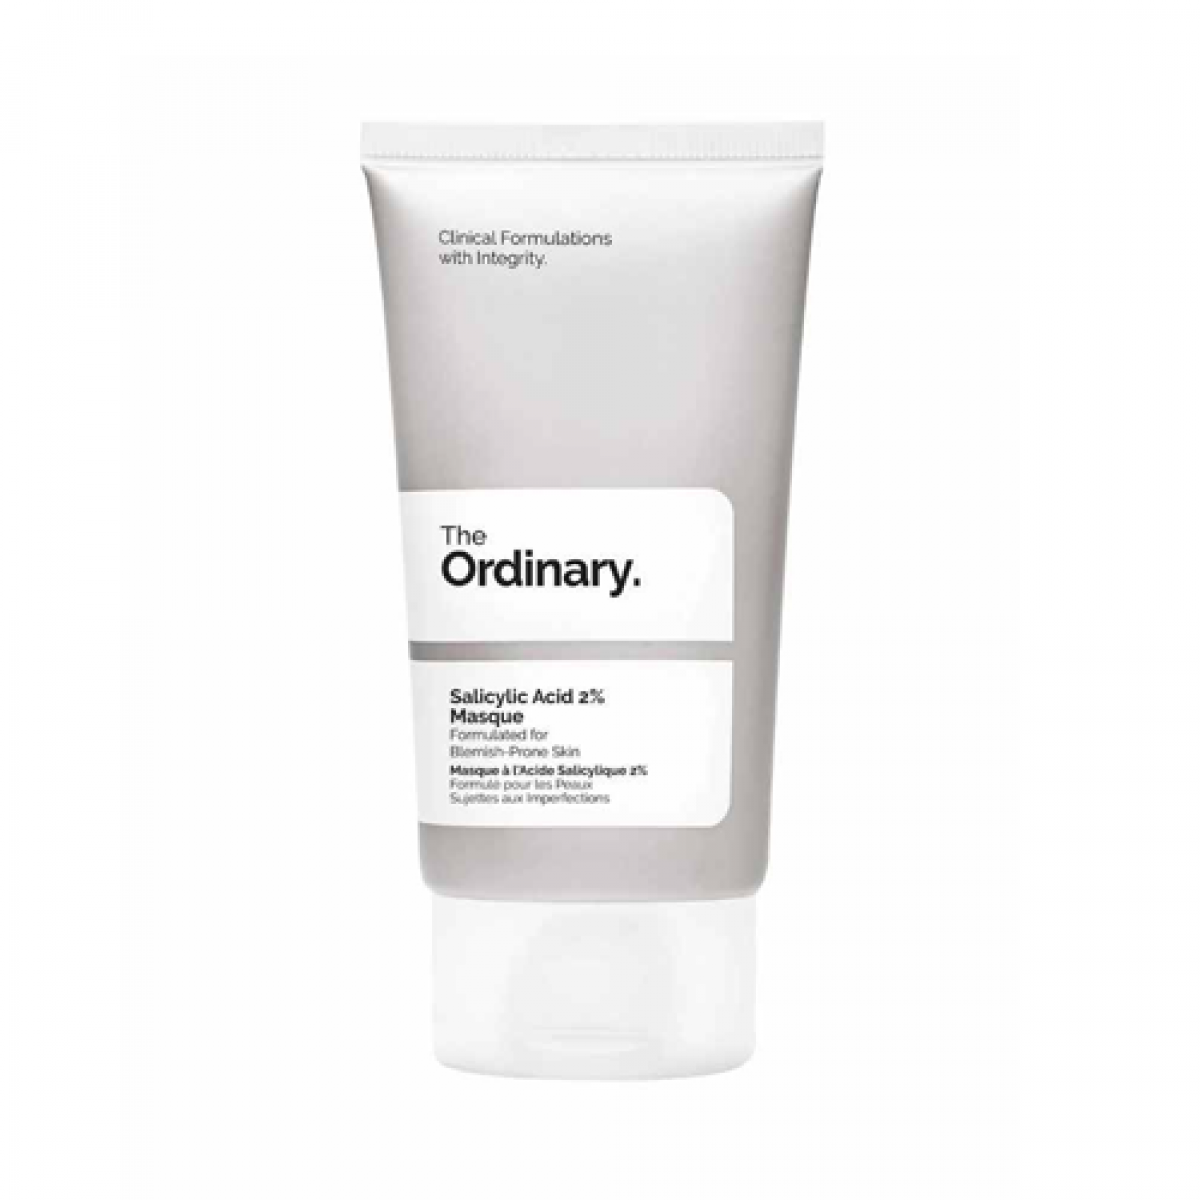 Clinical Formulations
with Integrity.
The
Ordinary.
Salicylic Acid 2%
Masque
Formulated for
Blemish-Prone Skin
Masque à l'Acide Salicylique 2%
Formulé pour les Peaux
Sujettes aux Imperfections